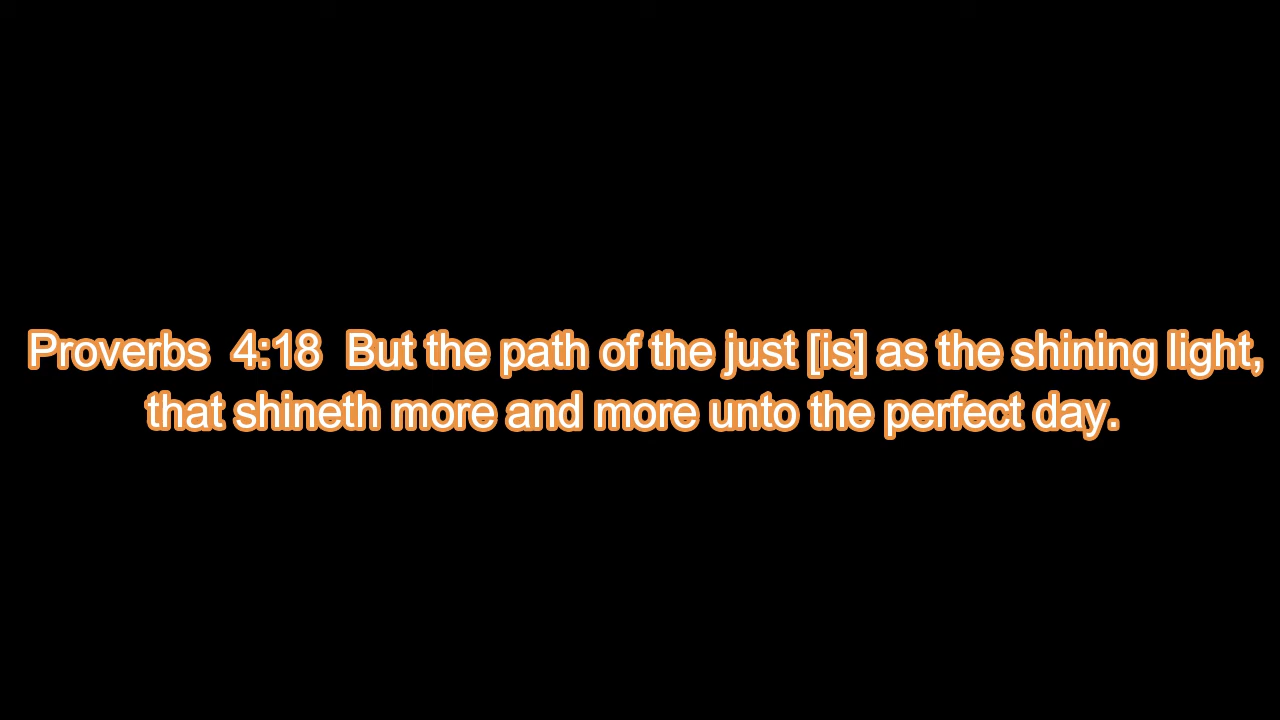 Proverbs  4:18  But the path of the just [is] as the shining light,
that shineth more and more unto the perfect day.